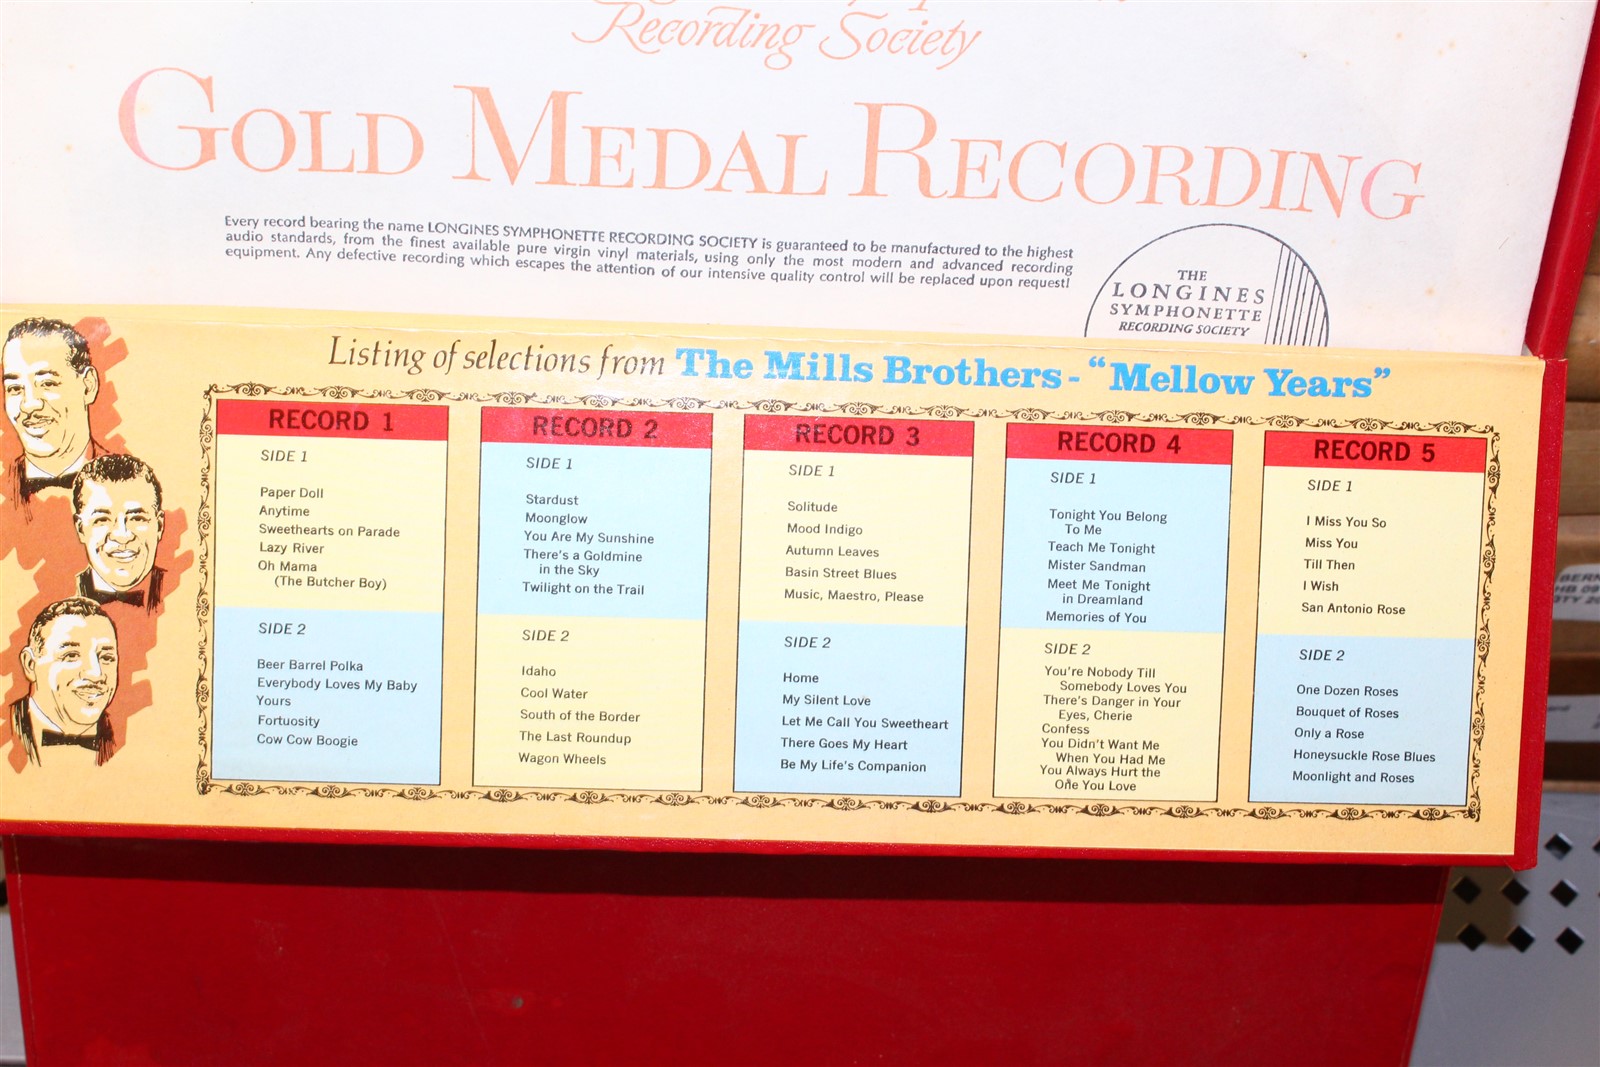 Recording Society
GOLD MEDAL RECORDING
Every record bearing the name LONGINES SYMPHONETTE RECORDING SOCIETY is guaranteed to be manufactured to the highest
audio standards, from the finest available pure virgin vinyl materials, using only the most modern and advanced recording
equipment. Any defective recording which escapes the attention of our intensive quality control will be replaced upon request!
THE
LONGINES
SYMPHONETTE
RECORDING SOCIETY
Listing of selections from The Mills Brothers - "Mellow Years"
RECORD 1
SIDE 1
Paper Doll
Anytime
Sweethearts on Parade
Lazy River
Oh Mama
(The Butcher Boy)
SIDE 2
Beer Barrel Polka
Everybody Loves My Baby
Yours
Fortuosity
Cow Cow Boogie
RECORD 2
SIDE 1
Stardust
Moonglow
You Are My Sunshine
There's a Goldmine
in the Sky
Twilight on the Trail
SIDE 2
Idaho
Cool Water
South of the Border
The Last Roundup
Wagon Wheels
RECORD 3
SIDE 1
Solitude
Mood Indigo
Autumn Leaves
Basin Street Blues
Music, Maestro, Please
SIDE 2
Home
My Silent Love
Let Me Call You Sweetheart
There Goes My Heart
Be My Life's Companion
RECORD 4
SIDE 1
Tonight You Belong
To Me
Teach Me Tonight
Mister Sandman
Meet Me Tonight
in Dreamland
Memories of You
SIDE 2
You're Nobody Till
Somebody Loves You
There's Danger in Your
Eyes, Cherie
Confess
You Didn't Want Me
When You Had Me
You Always Hurt the
One You Love
RECORD 5
SIDE 1
I Miss You So
Miss You
Till Then
I Wish
San Antonio Rose
SIDE 2
One Dozen Roses
Bouquet of Roses
Only a Rose
Honeysuckle Rose Blues
Moonlight and Roses